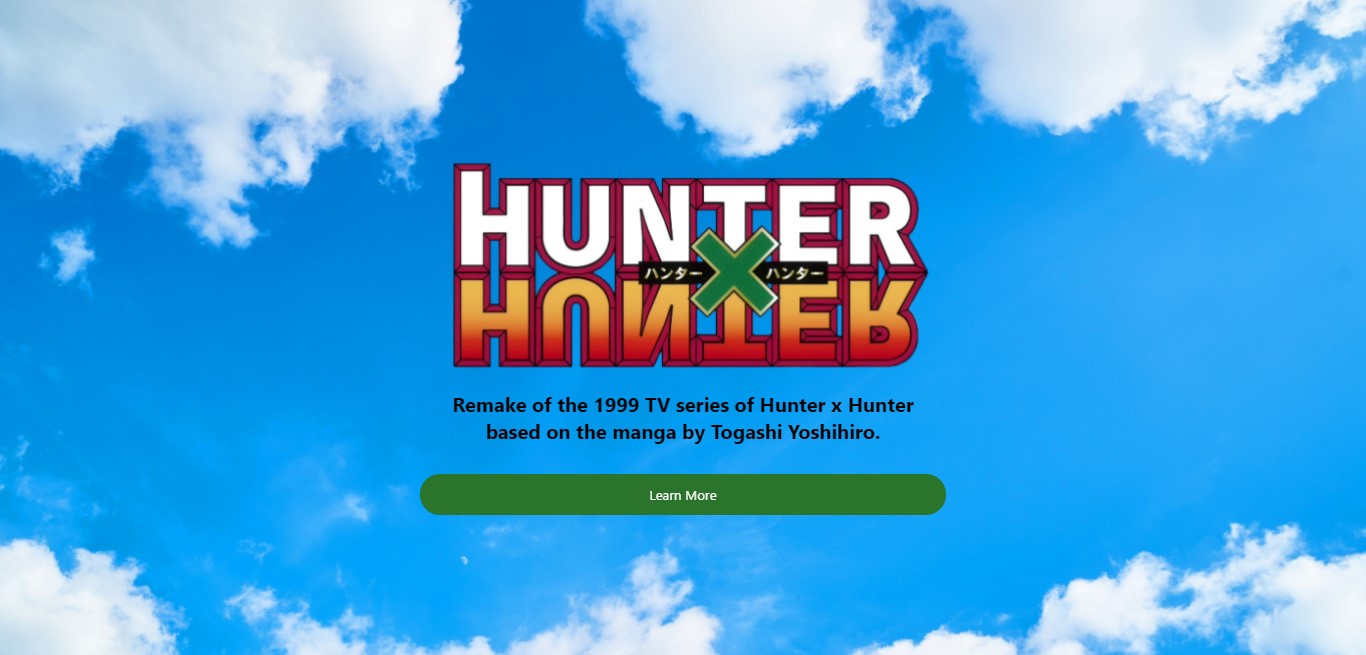 HUNTER
ハンター X ハンター
HUNTER
Remake of the 1999 TV series of Hunter x Hunter
based on the manga by Togashi Yoshihiro.
Learn More